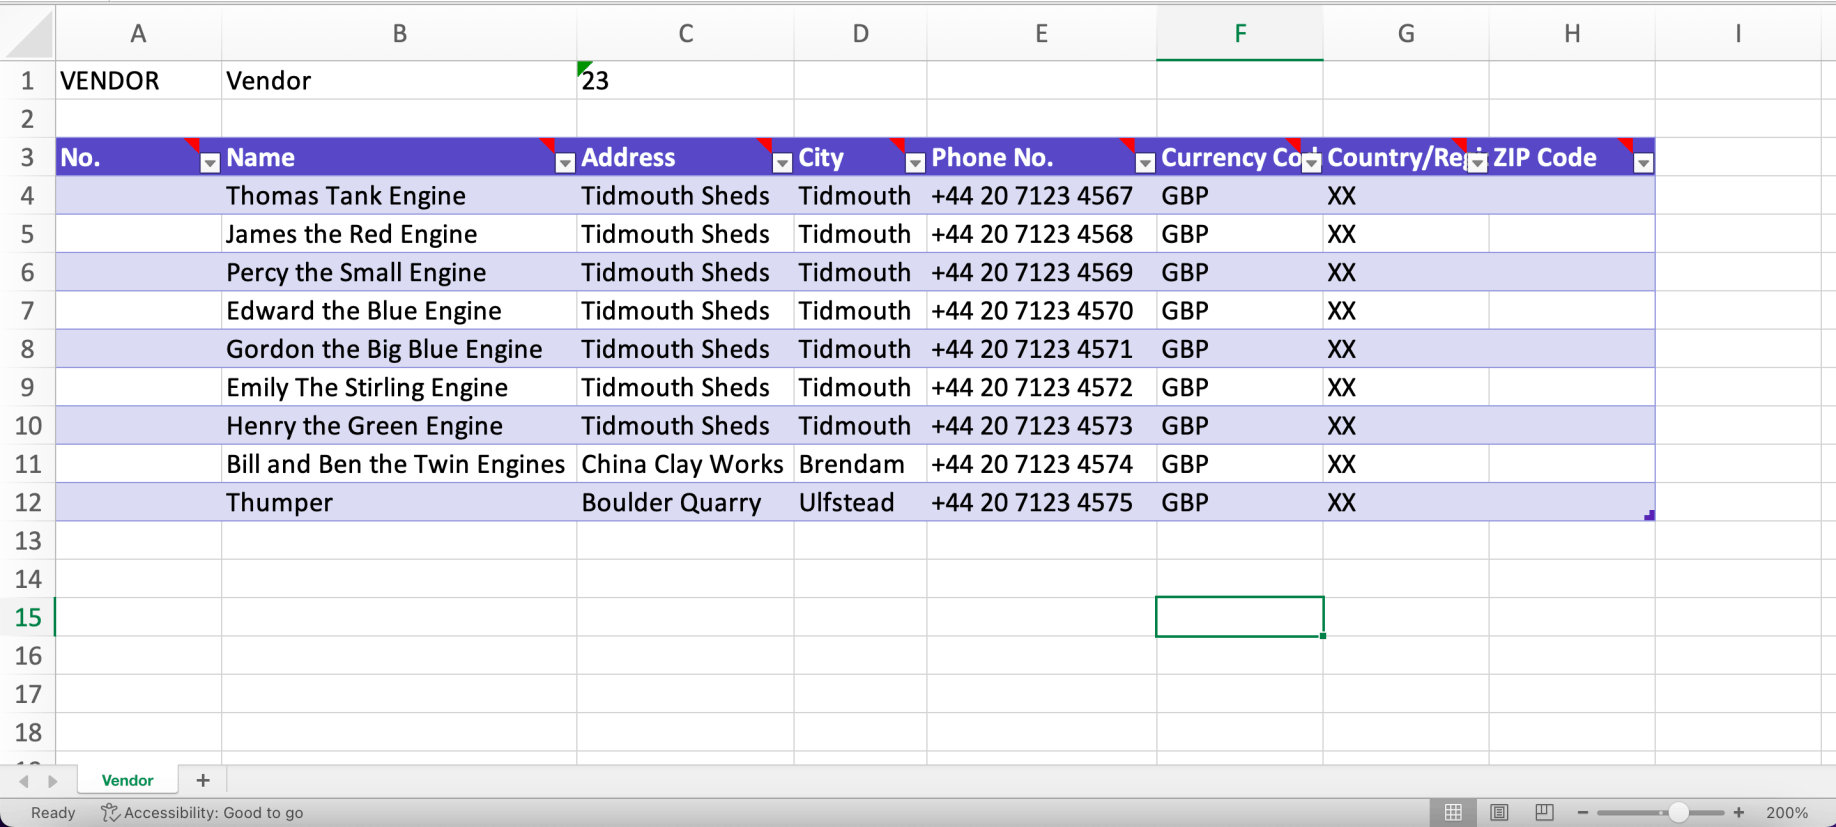 A B C D E F G H I
1 VENDOR Vendor 23
2
3 No. Name Address City Phone No. Currency Co Country/Reg ZIP Code
4 Thomas Tank Engine Tidmouth Sheds Tidmouth +44 20 7123 4567 GBP XX
5 James the Red Engine Tidmouth Sheds Tidmouth +44 20 7123 4568 GBP XX
6 Percy the Small Engine Tidmouth Sheds Tidmouth +44 20 7123 4569 GBP XX
7 Edward the Blue Engine Tidmouth Sheds Tidmouth +44 20 7123 4570 GBP XX
8 Gordon the Big Blue Engine Tidmouth Sheds Tidmouth +44 20 7123 4571 GBP XX
9 Emily The Stirling Engine Tidmouth Sheds Tidmouth +44 20 7123 4572 GBP XX
10 Henry the Green Engine Tidmouth Sheds Tidmouth +44 20 7123 4573 GBP XX
11 Bill and Ben the Twin Engines China Clay Works Brendam +44 20 7123 4574 GBP XX
12 Thumper Boulder Quarry Ulfstead +44 20 7123 4575 GBP XX
13
14
15
16
17
18
Vendor +
Ready Accessibility: Good to go 200%